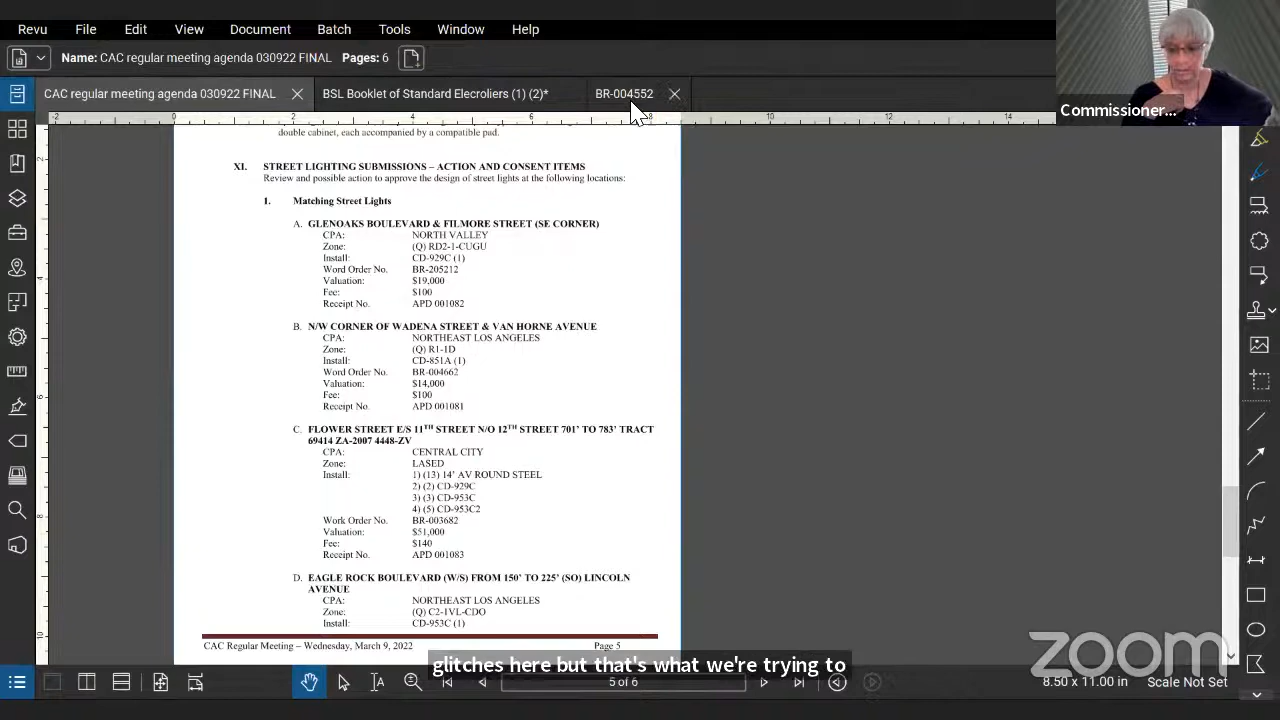 Revu File Edit View Document Batch Tools Window Help
Name: CAC regular meeting agenda 030922 FINAL Pages: 6
CAC regular meeting agenda 030922 FINAL
BSL Booklet of Standard Elecroliers (1) (2)*
BR-004552
Commissioner...
-2 0 2 4 6 8 10 12 14
double cabinet, each accompanied by a compatible pad.
XI. STREET LIGHTING SUBMISSIONS – ACTION AND CONSENT ITEMS
Review and possible action to approve the design of street lights at the following locations:
1. Matching Street Lights
A. GLENOAKS BOULEVARD & FILMORE STREET (SE CORNER)
CPA: NORTH VALLEY
Zone: (Q) RD2-1-CUGU
Install: CD-929C (1)
Word Order No. BR-205212
Valuation: $19,000
Fee: $100
Receipt No. APD 001082
B. N/W CORNER OF WADENA STREET & VAN HORNE AVENUE
CPA: NORTHEAST LOS ANGELES
Zone: (Q) R1-1D
Install: CD-851A (1)
Word Order No. BR-004662
Valuation: $14,000
Fee: $100
Receipt No. APD 001081
C. FLOWER STREET E/S 11TH STREET N/O 12TH STREET 701' TO 783' TRACT
69414 ZA-2007 4448-ZV
CPA: CENTRAL CITY
Zone: LASED
Install: 1) (13) 14' AV ROUND STEEL
2) (2) CD-929C
3) (3) CD-953C
4) (5) CD-953C2
Work Order No. BR-003682
Valuation: $51,000
Fee: $140
Receipt No. APD 001083
D. EAGLE ROCK BOULEVARD (W/S) FROM 150' TO 225' (SO) LINCOLN
AVENUE
CPA: NORTHEAST LOS ANGELES
Zone: (Q) C2-1VL-CDO
Install: CD-953C (1)
CAC Regular Meeting – Wednesday, March 9, 2022 Page 5
glitches here but that's what we're trying to
zoom
5 of 6
8.50 x 11.00 in Scale Not Set